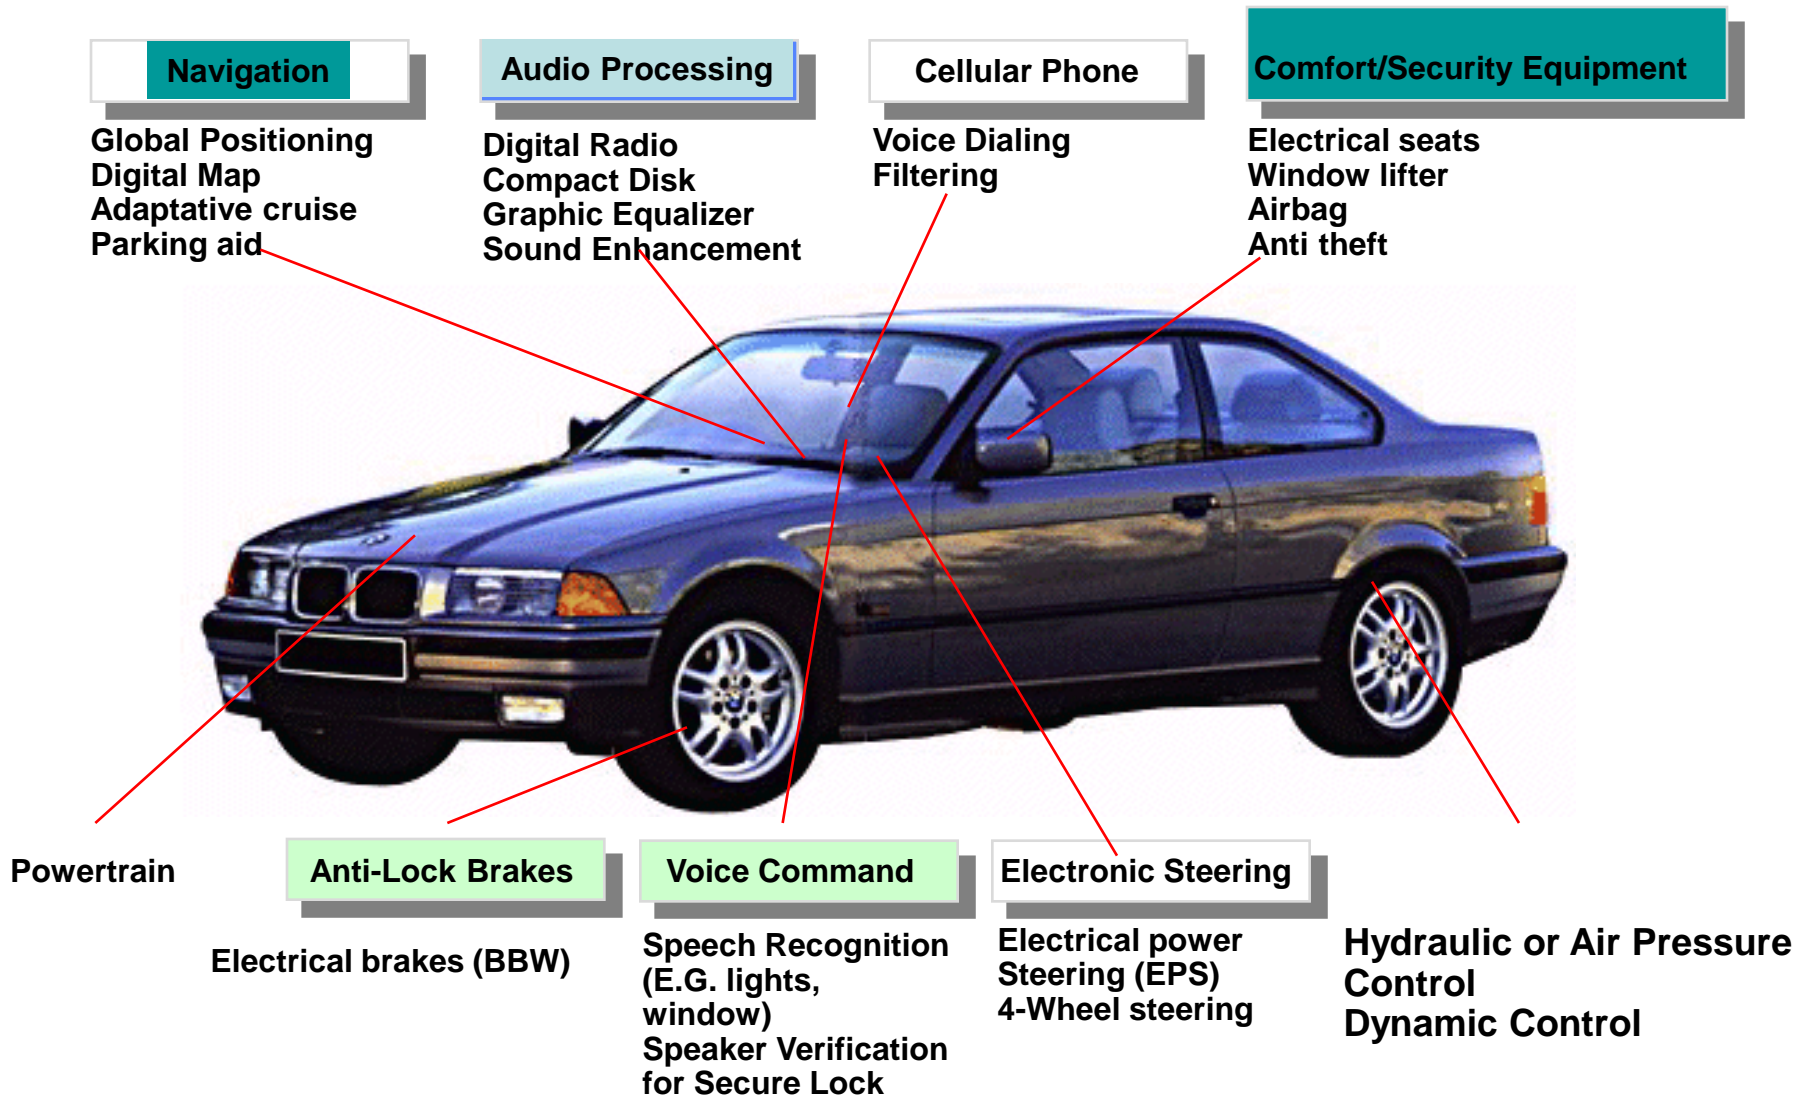 Navigation
Global Positioning
Digital Map
Adaptative cruise
Parking aid
Audio Processing
Digital Radio
Compact Disk
Graphic Equalizer
Sound Enhancement
Cellular Phone
Voice Dialing
Filtering
Comfort/Security Equipment
Electrical seats
Window lifter
Airbag
Anti theft
Powertrain
Anti-Lock Brakes
Electrical brakes (BBW)
Voice Command
Speech Recognition
(E.G. lights,
window)
Speaker Verification
for Secure Lock
Electronic Steering
Electrical power
Steering (EPS)
4-Wheel steering
Hydraulic or Air Pressure
Control
Dynamic Control